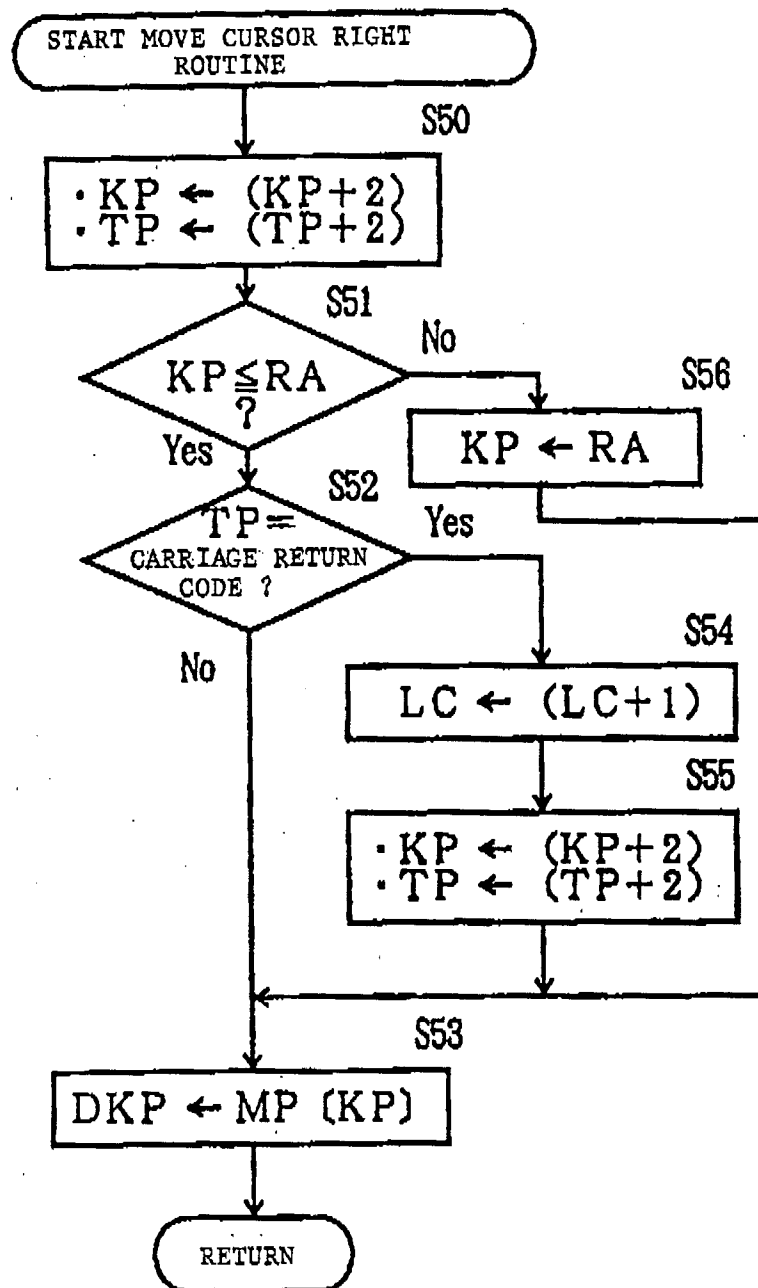 START MOVE CURSOR RIGHT
ROUTINE
S50
・KP ← (KP+2)
・TP ← (TP+2)
S51
KP≦RA
?
No
Yes
S56
KP ← RA
S52
TP=
CARRIAGE RETURN
CODE ?
Yes
No
S54
LC ← (LC+1)
S55
・KP ← (KP+2)
・TP ← (TP+2)
S53
DKP ← MP [KP]
RETURN